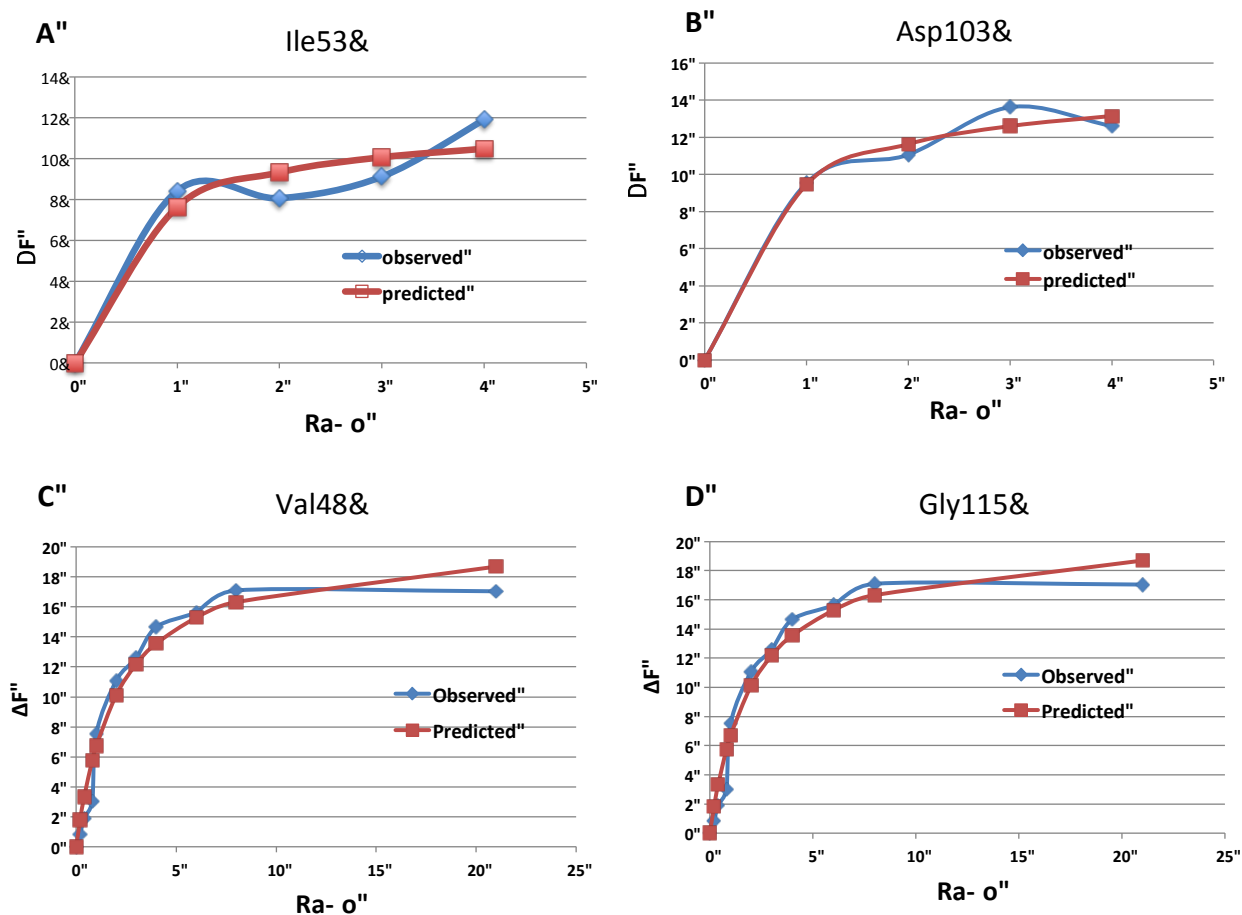 A"
Ile53&
14&
12&
10&
8&
6&
4&
2&
0&
DF"
observed"
predicted"
0" 1" 2" 3" 4" 5"
Ra- o"
B"
Asp103&
16"
14"
12"
10"
8"
6"
4"
2"
0"
DF"
observed"
predicted"
0" 1" 2" 3" 4" 5"
Ra- o"
C"
Val48&
20"
18"
16"
14"
12"
10"
8"
6"
4"
2"
0"
ΔF"
Observed"
Predicted"
0" 5" 10" 15" 20" 25"
Ra- o"
D"
Gly115&
20"
18"
16"
14"
12"
10"
8"
6"
4"
2"
0"
ΔF"
Observed"
Predicted"
0" 5" 10" 15" 20" 25"
Ra- o"